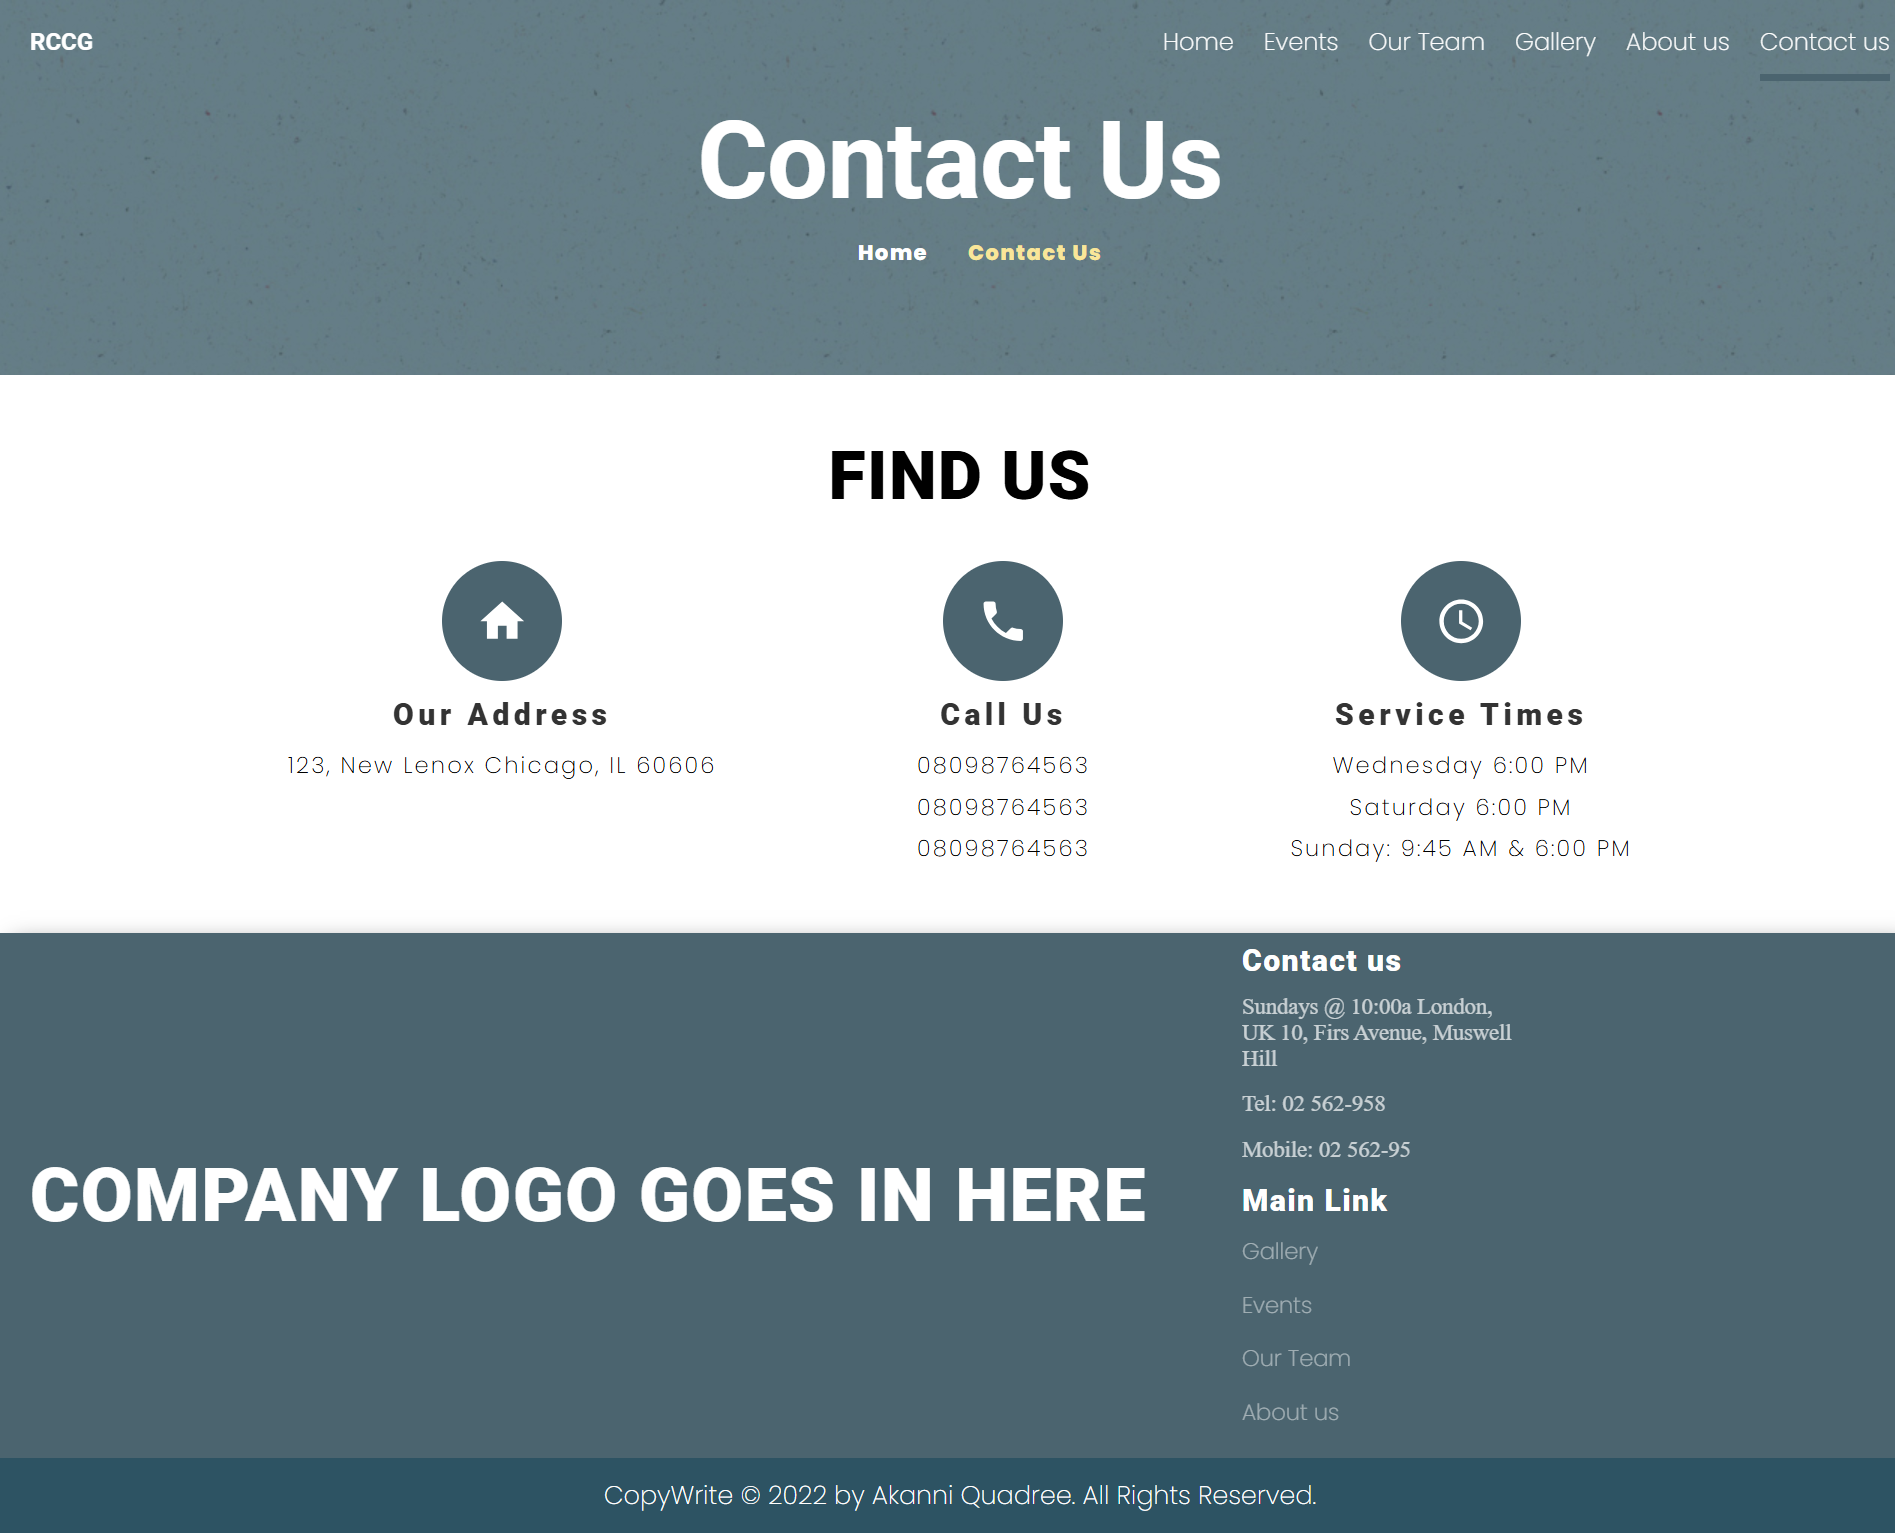 RCCG
Home Events Our Team Gallery About us Contact us
Contact Us
Home Contact Us
FIND US
Our Address
123, New Lenox Chicago, IL 60606
Call Us
08098764563
08098764563
08098764563
Service Times
Wednesday 6:00 PM
Saturday 6:00 PM
Sunday: 9:45 AM & 6:00 PM
COMPANY LOGO GOES IN HERE
Contact us
Sundays @ 10:00a London,
UK 10, Firs Avenue, Muswell
Hill
Tel: 02 562-958
Mobile: 02 562-95
Main Link
Gallery
Events
Our Team
About us
CopyWrite © 2022 by Akanni Quadree. All Rights Reserved.